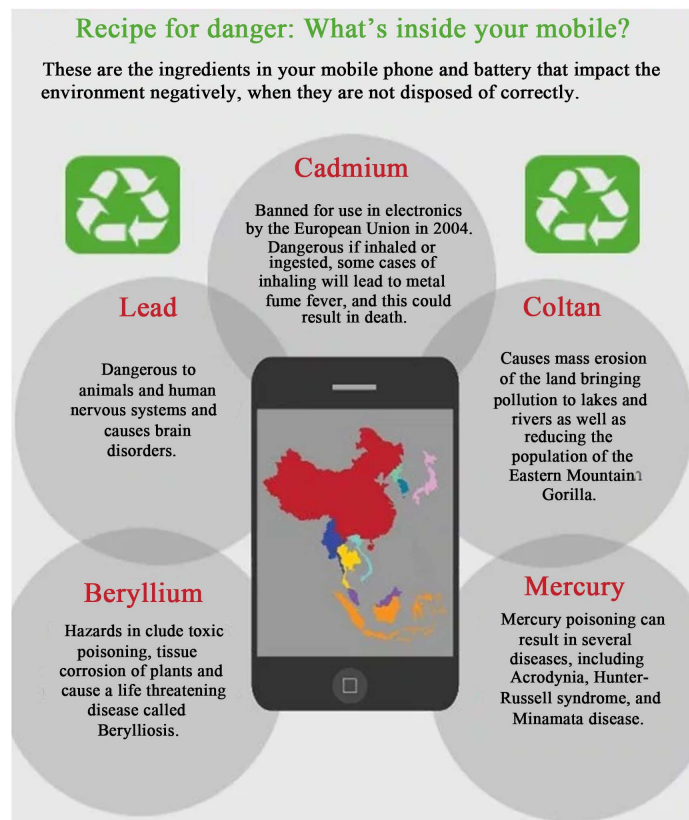 Recipe for danger: What's inside your mobile?
These are the ingredients in your mobile phone and battery that impact the
environment negatively, when they are not disposed of correctly.
Cadmium
Banned for use in electronics
by the European Union in 2004.
Dangerous if inhaled or
ingested, some cases of
inhaling will lead to metal
fume fever, and this could
result in death.
Lead
Dangerous to
animals and human
nervous systems and
causes brain
disorders.
Coltan
Causes mass erosion
of the land bringing
pollution to lakes and
rivers as well as
reducing the
population of the
Eastern Mountain
Gorilla.
Beryllium
Hazards in clude toxic
poisoning, tissue
corrosion of plants and
cause a life threatening
disease called
Berylliosis.
Mercury
Mercury poisoning can
result in several
diseases, including
Acrodynia, Hunter-
Russell syndrome, and
Minamata disease.